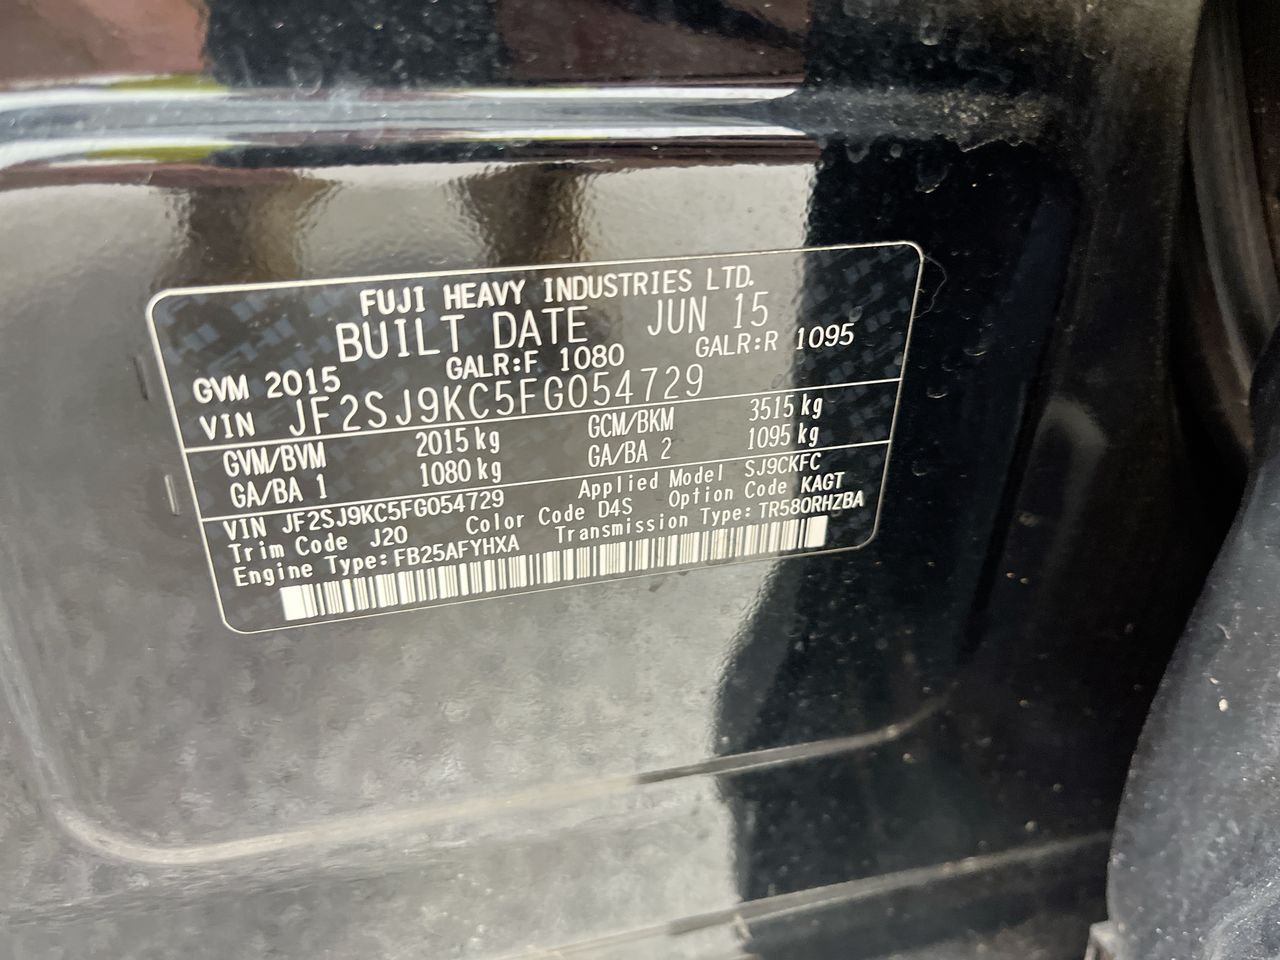 FUJI HEAVY INDUSTRIES LTD.
BUILT DATE JUN 15
GVM 2015 GALR:F 1080 GALR:R 1095
VIN JF2SJ9KC5FG054729
GVM/BVM 2015 kg GCM/BKM 3515 kg
GA/BA 1 1080 kg GA/BA 2 1095 kg
VIN JF2SJ9KC5FG054729 Applied Model SJ9CKFC
Trim Code J20 Color Code D4S Option Code KAGT
Engine Type:FB25AFYHXA Transmission Type:TR580RHZBA